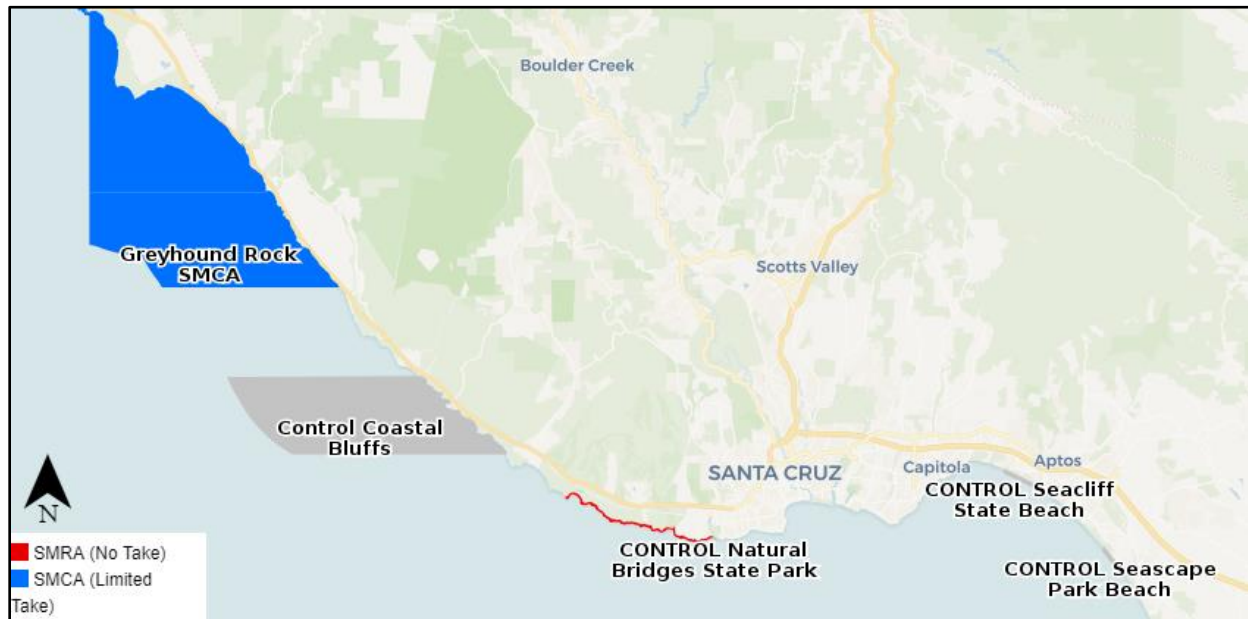 Boulder Creek
Greyhound Rock
SMCA
Scotts Valley
Control Coastal
Bluffs
SANTA CRUZ
Capitola
Aptos
CONTROL Seacliff
State Beach
CONTROL Natural
Bridges State Park
CONTROL Seascape
Park Beach
N
SMRA (No Take)
SMCA (Limited
Take)